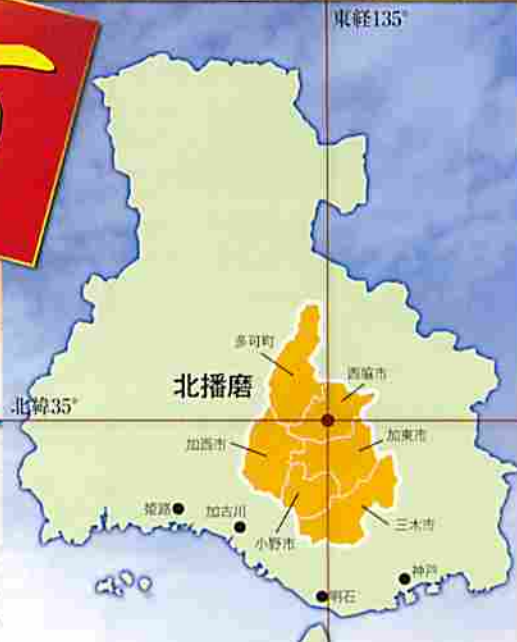 東経135°
多可町
西脇市
北播磨
北緯35°
加西市
加東市
姫路
加古川
小野市
三木市
神戸
明石